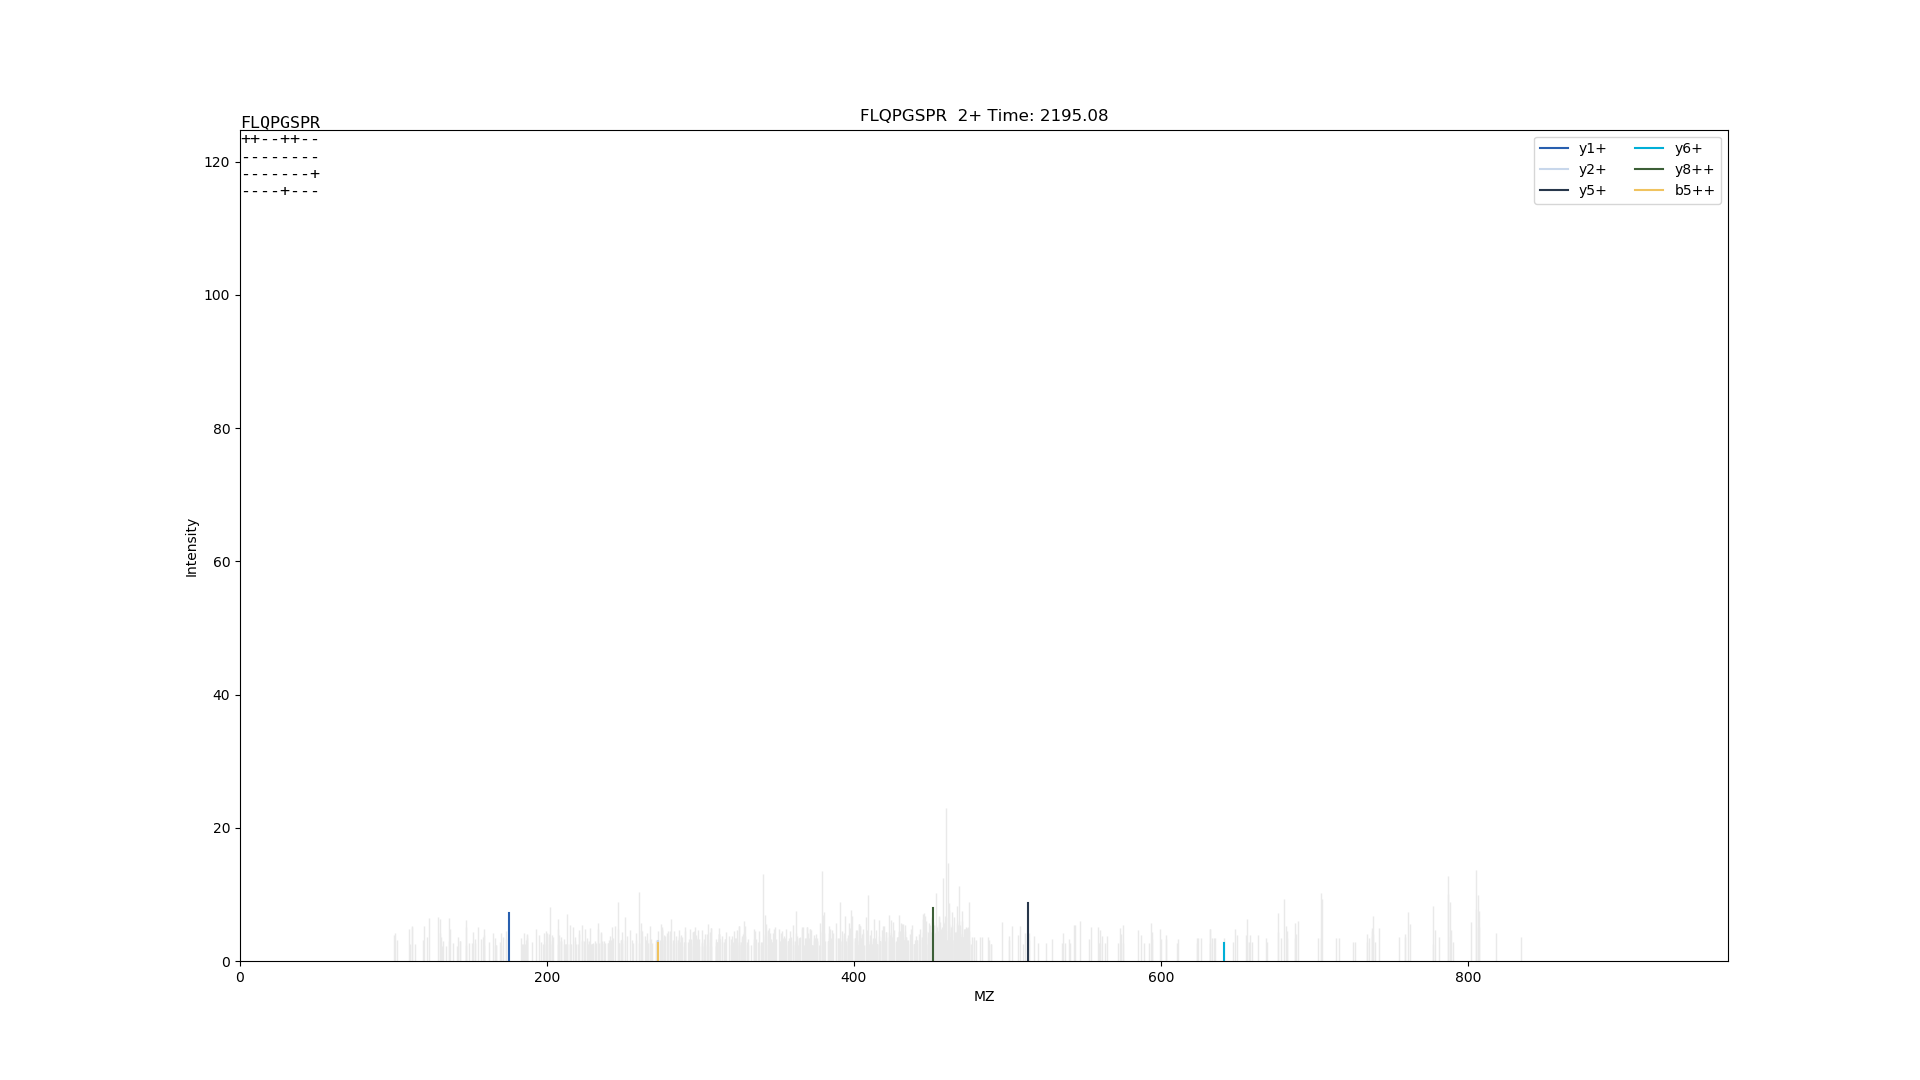 FLQPGSPR 2+ Time: 2195.08
FLQPGSPR
++--++--
--------
-------+
----+---
y1+
y2+
y5+
y6+
y8++
b5++
120
100
80
60
40
20
0
Intensity
0 200 400 600 800
MZ